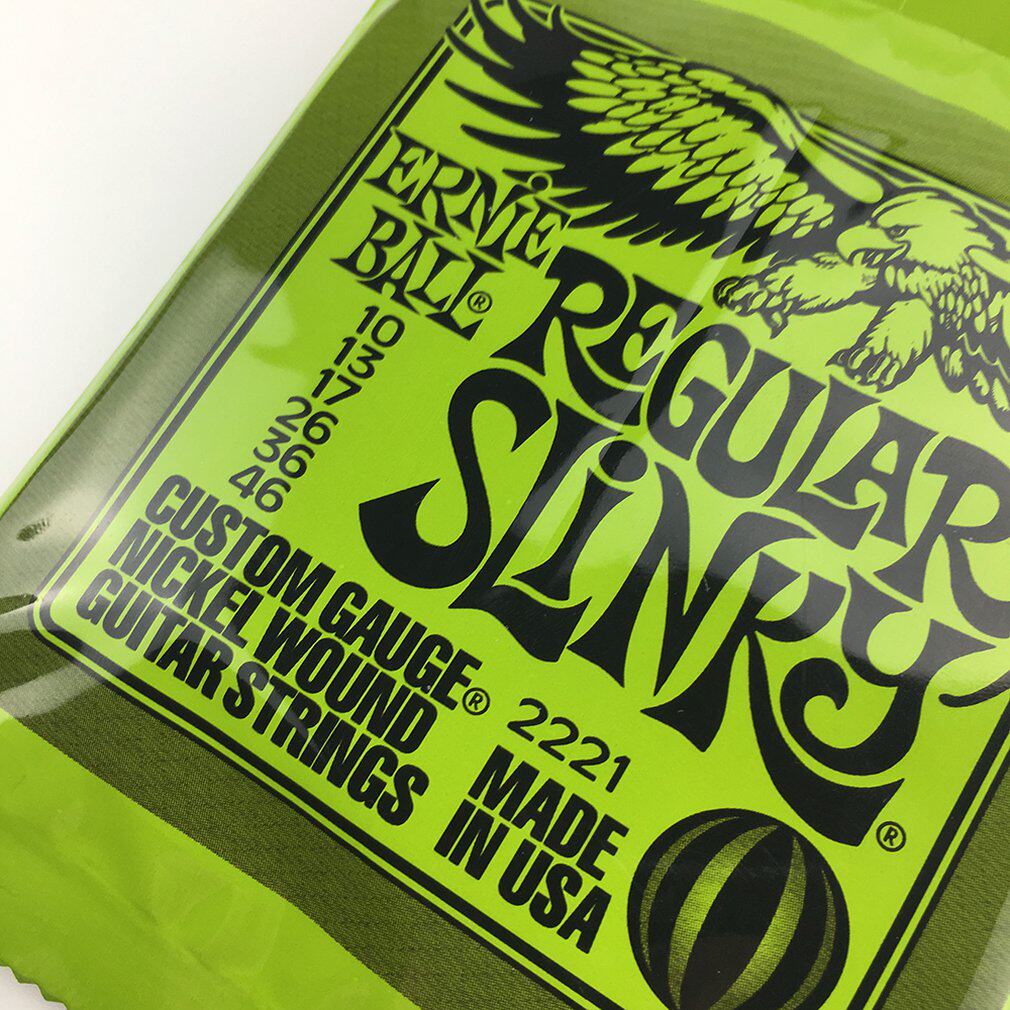 ERNIE
BALL®
REGULAR
SLINKY®
10
13
17
26
36
46
CUSTOM GAUGE®
NICKEL WOUND
GUITAR STRINGS
2221
MADE
IN USA